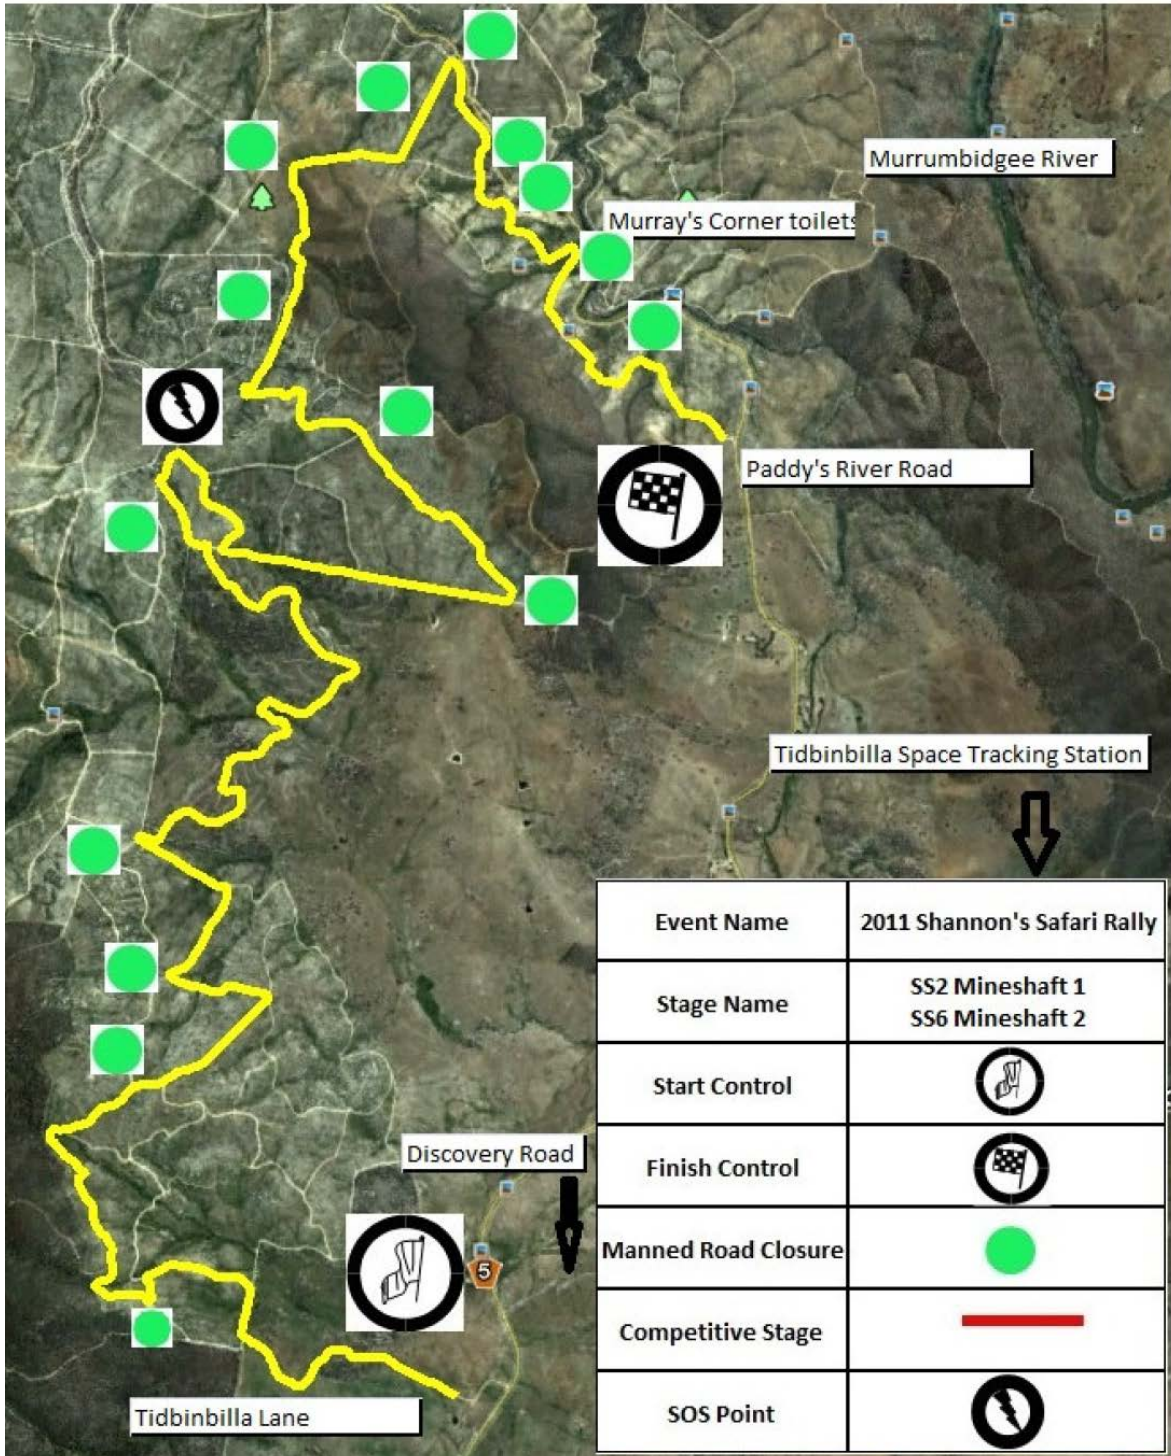 Murrumbidgee River
Murray's Corner toilets
Paddy's River Road
Tidbinbilla Space Tracking Station
Event Name
2011 Shannon's Safari Rally
Stage Name
SS2 Mineshaft 1
SS6 Mineshaft 2
Start Control
Finish Control
Manned Road Closure
Competitive Stage
SOS Point
Discovery Road
5
Tidbinbilla Lane